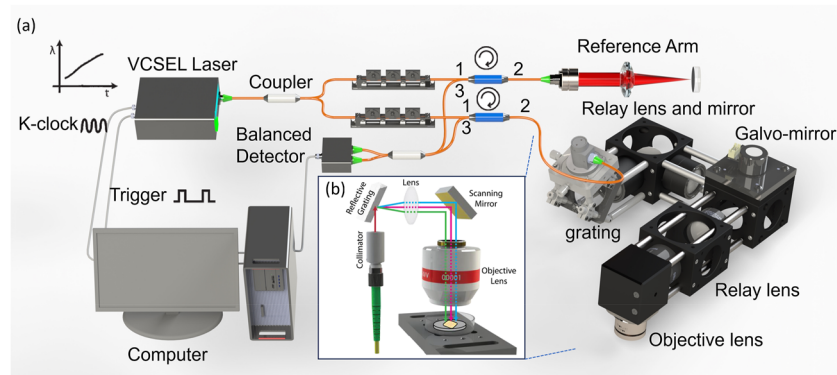 (a)
λ
t
VCSEL Laser
K-clock
Coupler
1
2
3
1
2
3
Reference Arm
Relay lens and mirror
Galvo-mirror
Balanced
Detector
Trigger
grating
Relay lens
Objective lens
Computer
(b)
Reflective
Grating
Lens
Scanning
Mirror
Collimator
Objective
Lens